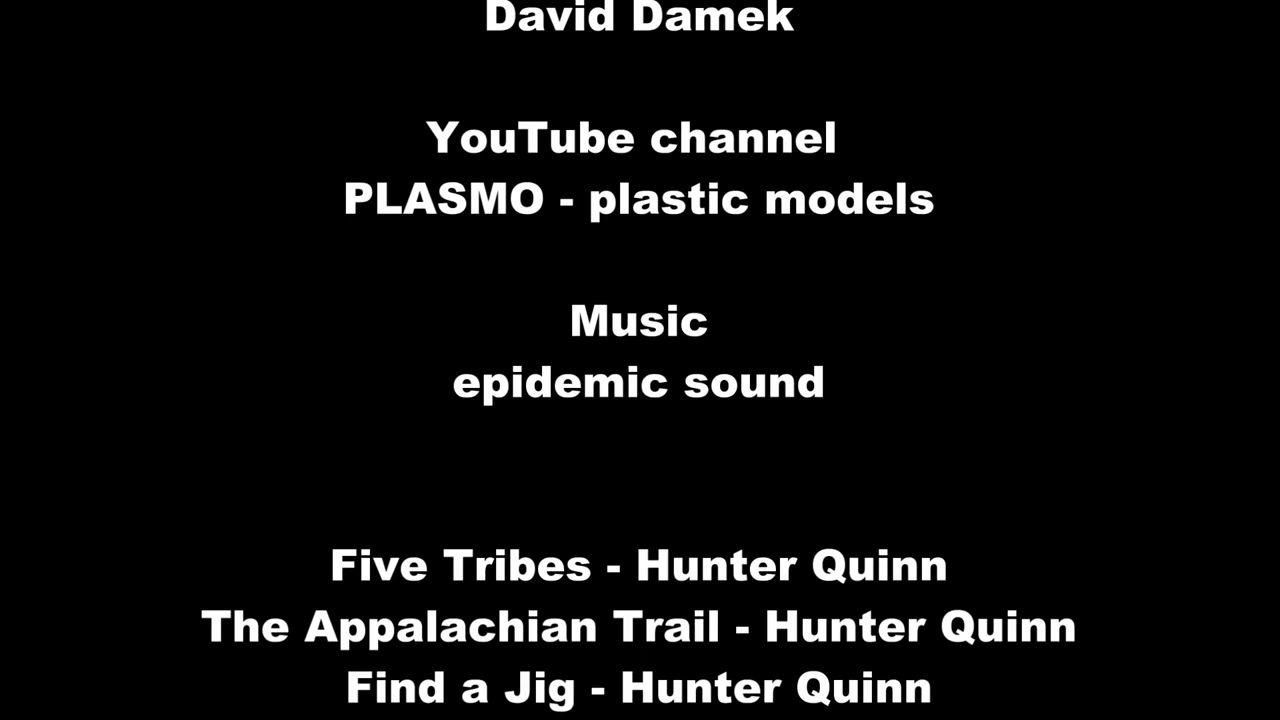 David Damek
YouTube channel
PLASMO - plastic models
Music
epidemic sound
Five Tribes - Hunter Quinn
The Appalachian Trail - Hunter Quinn
Find a Jig - Hunter Quinn